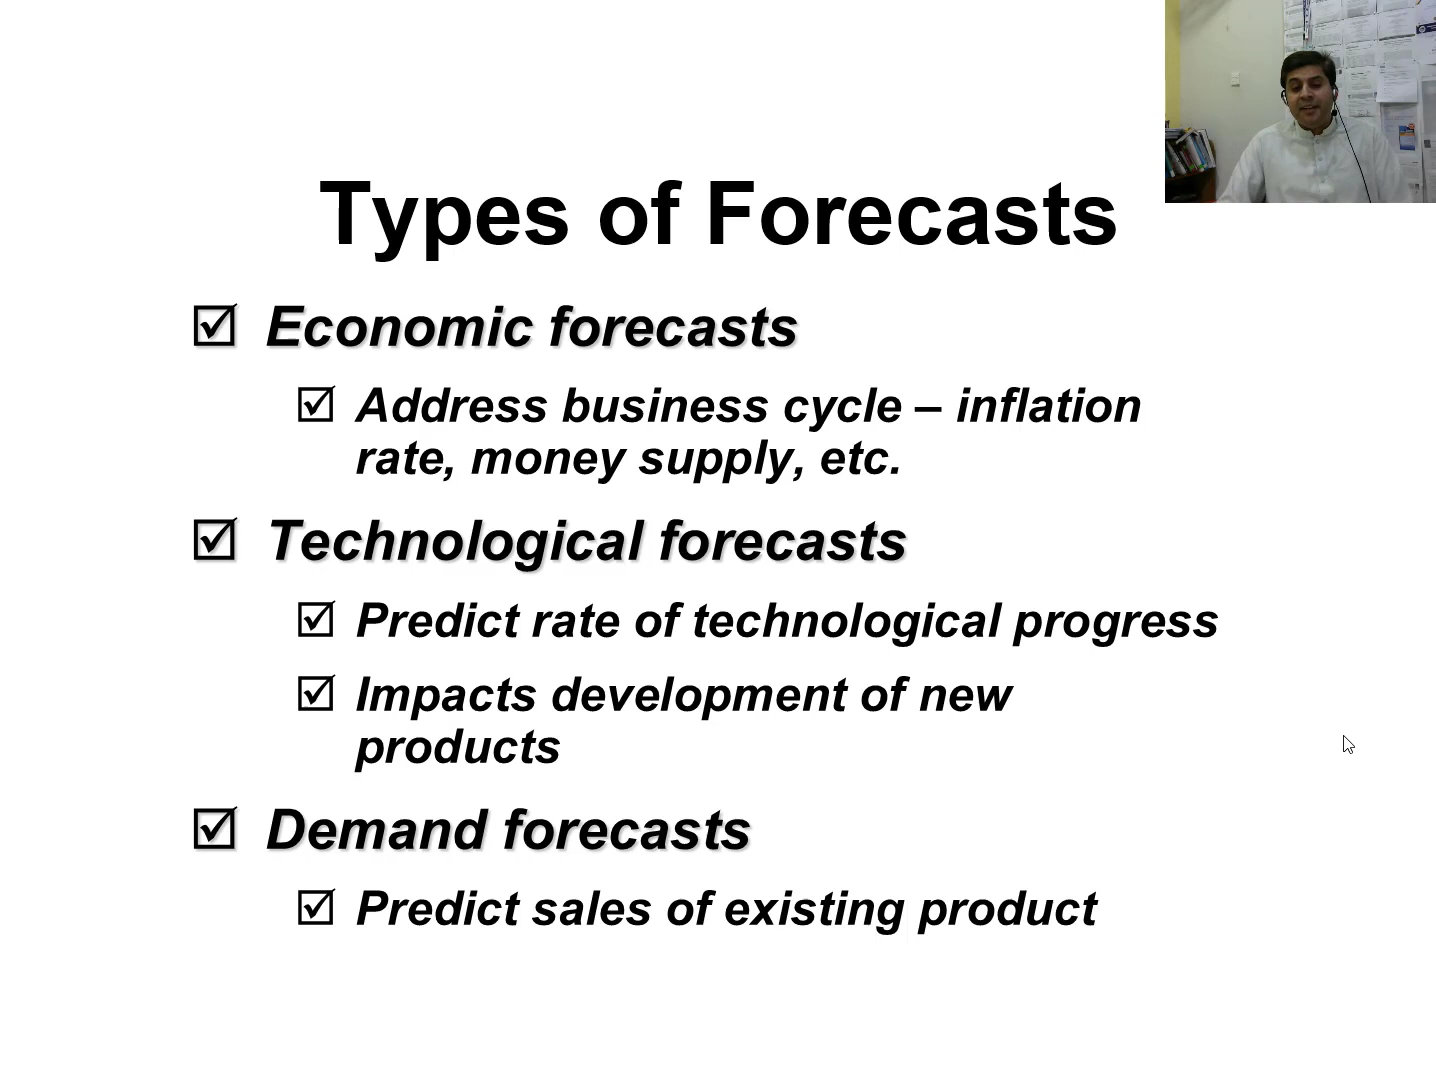 Types of Forecasts
Economic forecasts
Address business cycle – inflation
rate, money supply, etc.
Technological forecasts
Predict rate of technological progress
Impacts development of new
products
Demand forecasts
Predict sales of existing product